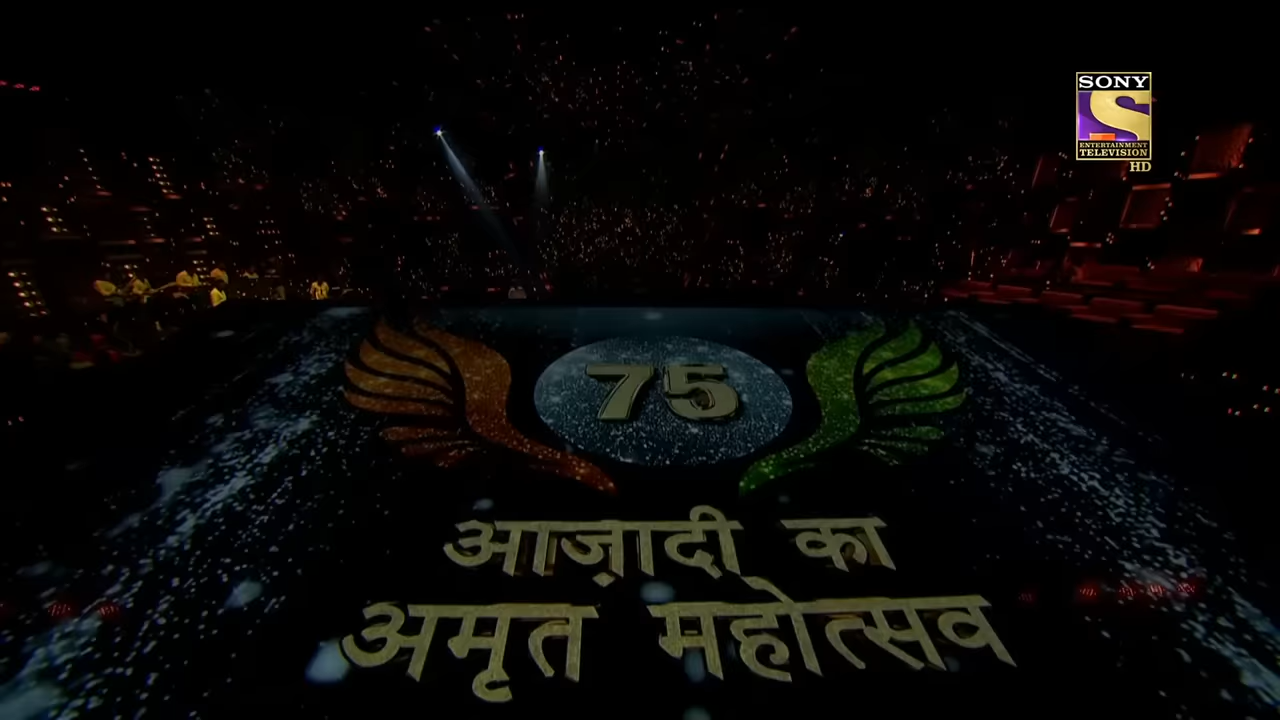 SONY
ENTERTAINMENT
TELEVISION
HD
75
आज़ादी का
अमृत महोत्सव